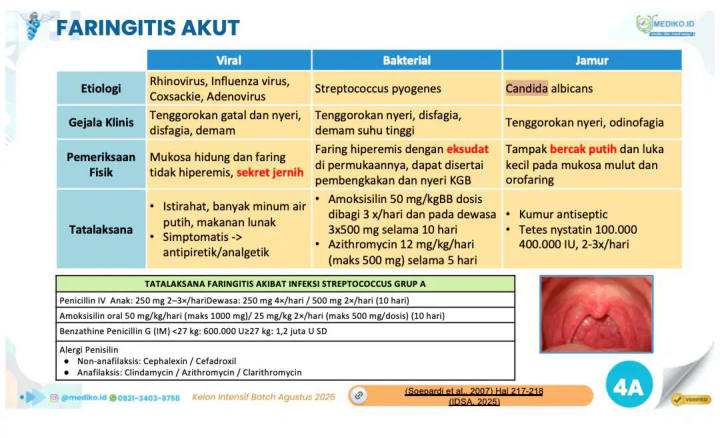 FARINGITIS AKUT
MEDIKO.ID
Viral
Bakterial
Jamur
Etiologi
Rhinovirus, Influenza virus,
Coxsackie, Adenovirus
Streptococcus pyogenes
Candida albicans
Gejala Klinis
Tenggorokan gatal dan nyeri,
disfagia, demam
Tenggorokan nyeri, disfagia,
demam suhu tinggi
Tenggorokan nyeri, odinofagia
Pemeriksaan
Fisik
Mukosa hidung dan faring
tidak hiperemis, sekret jernih
Faring hiperemis dengan eksudat
di permukaannya, dapat disertai
pembengkakan dan nyeri KGB
Tampak bercak putih dan luka
kecil pada mukosa mulut dan
orofaring
Tatalaksana
• Istirahat, banyak minum air
putih, makanan lunak
• Simptomatis ->
antipiretik/analgetik
• Amoksisilin 50 mg/kgBB dosis
dibagi 3 x/hari dan pada dewasa
3x500 mg selama 10 hari
• Azithromycin 12 mg/kg/hari
(maks 500 mg) selama 5 hari
• Kumur antiseptic
• Tetes nystatin 100.000
400.000 IU, 2-3x/hari
TATALAKSANA FARINGITIS AKIBAT INFEKSI STREPTOCOCCUS GRUP A
Penicillin IV Anak: 250 mg 2–3×/hariDewasa: 250 mg 4×/hari / 500 mg 2×/hari (10 hari)
Amoksisilin oral 50 mg/kg/hari (maks 1000 mg)/ 25 mg/kg 2×/hari (maks 500 mg/dosis) (10 hari)
Benzathine Penicillin G (IM) <27 kg: 600.000 U≥27 kg: 1,2 juta U SD
Alergi Penisilin
● Non-anafilaksis: Cephalexin / Cefadroxil
● Anafilaksis: Clindamycin / Azithromycin / Clarithromycin
4A
@mediko.id
0821-3403-8758
Kelon Intensif Batch Agustus 2025
(Soepardi et al., 2007) Hal 217-218
(IDSA, 2025)
VERIFIED